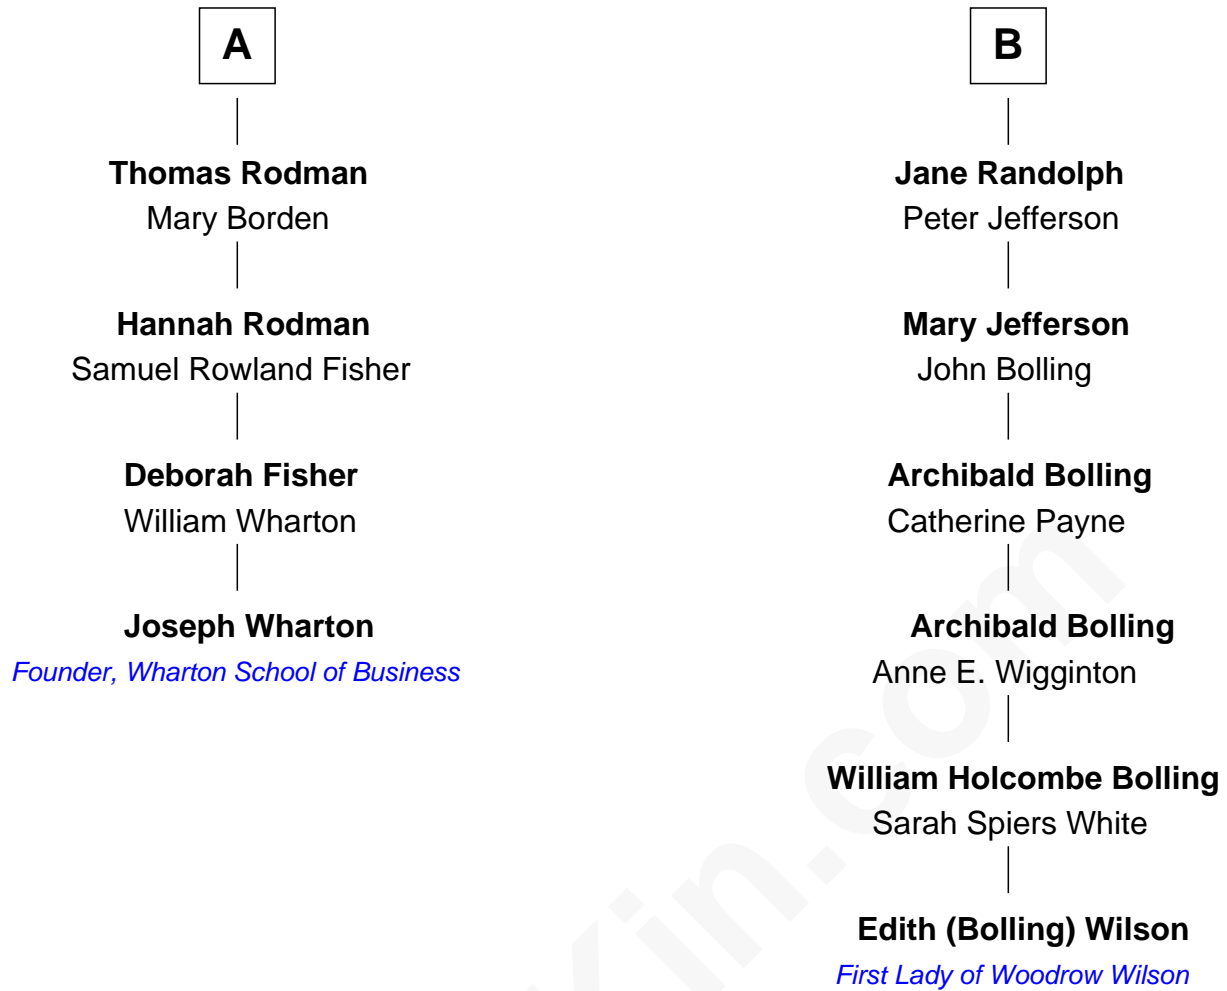 A
Thomas Rodman
Mary Borden
Hannah Rodman
Samuel Rowland Fisher
Deborah Fisher
William Wharton
Joseph Wharton
Founder, Wharton School of Business
B
Jane Randolph
Peter Jefferson
Mary Jefferson
John Bolling
Archibald Bolling
Catherine Payne
Archibald Bolling
Anne E. Wigginton
William Holcombe Bolling
Sarah Spiers White
Edith (Bolling) Wilson
First Lady of Woodrow Wilson
Kin.com